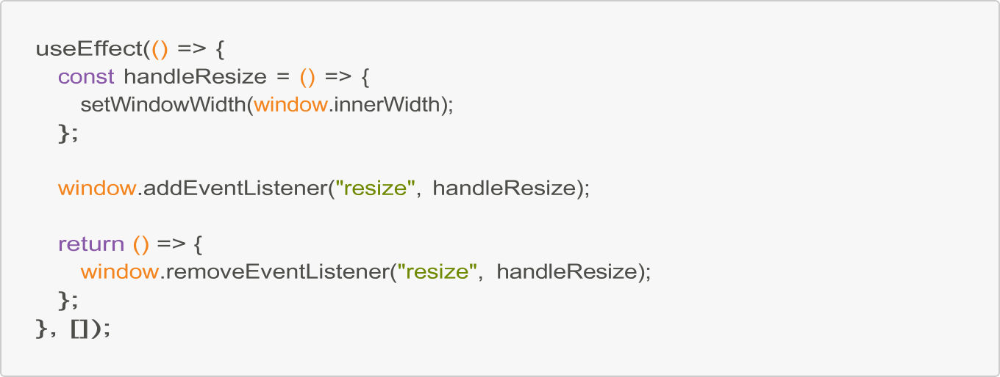 useEffect(() => {
const handleResize = () => {
setWindowWidth(window.innerWidth);
};
window.addEventListener("resize", handleResize);
return () => {
window.removeEventListener("resize", handleResize);
};
}, []);